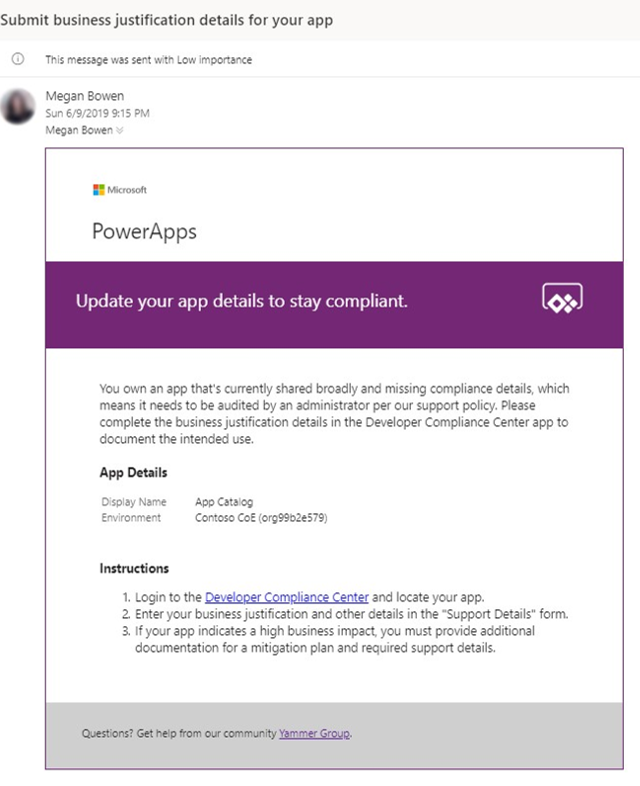 Submit business justification details for your app
This message was sent with Low importance
Megan Bowen
Sun 6/9/2019 9:15 PM
Megan Bowen
Microsoft
PowerApps
Update your app details to stay compliant.
You own an app that's currently shared broadly and missing compliance details, which
means it needs to be audited by an administrator per our support policy. Please
complete the business justification details in the Developer Compliance Center app to
document the intended use.
App Details
Display Name App Catalog
Environment Contoso CoE (org99b2e579)
Instructions
1. Login to the Developer Compliance Center and locate your app.
2. Enter your business justification and other details in the "Support Details" form.
3. If your app indicates a high business impact, you must provide additional
documentation for a mitigation plan and required support details.
Questions? Get help from our community Yammer Group.